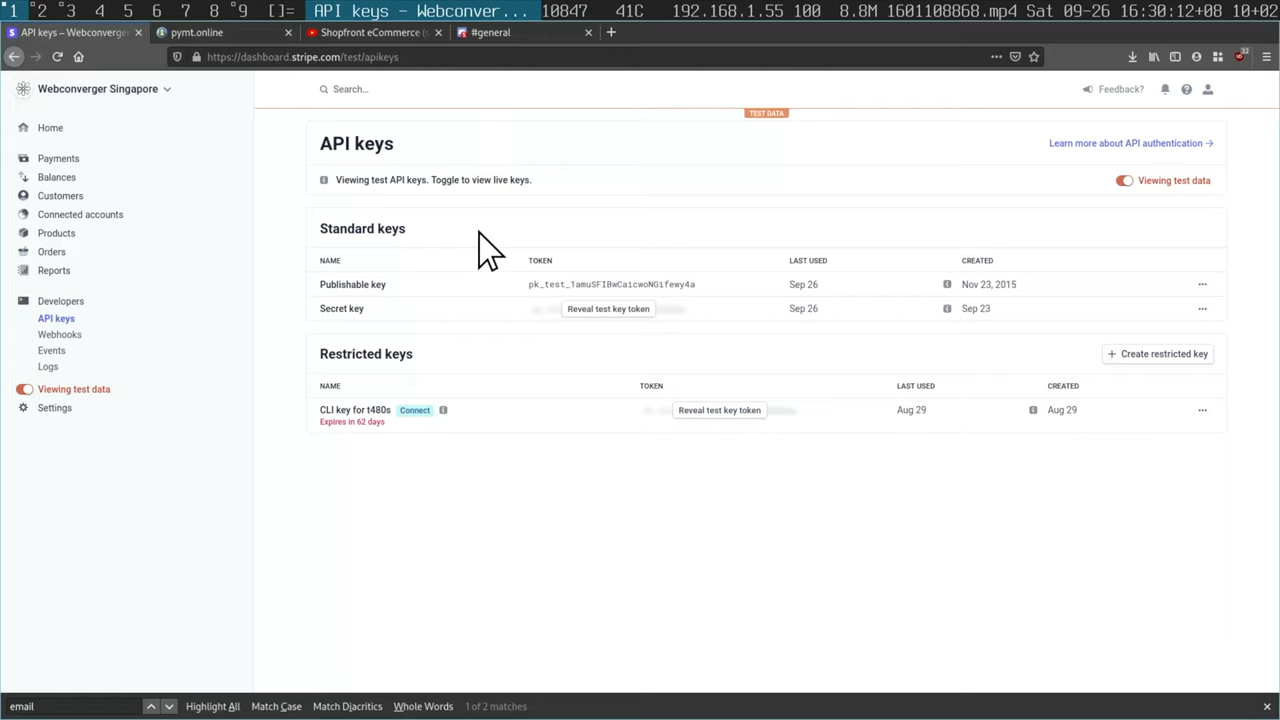 1 2 3 4 5 6 7 8 9 []= API keys - Webconver... 10847 41C 192.168.1.55 100 8.8M 1601108868.mp4 Sat 09-26 16:30:12+08 10+02
API keys – Webconverge
pymt.online
Shopfront eCommerce (s
#general
https://dashboard.stripe.com/test/apikeys
32
Webconverger Singapore
Search...
Feedback?
TEST DATA
Home
Payments
Balances
Customers
Connected accounts
Products
Orders
Reports
Developers
API keys
Webhooks
Events
Logs
Viewing test data
Settings
API keys
Learn more about API authentication →
Viewing test API keys. Toggle to view live keys.
Viewing test data
Standard keys
NAME TOKEN LAST USED CREATED
Publishable key pk_test_1amuSFIBwCaicwoNGifewy4a Sep 26 Nov 23, 2015
Secret key Reveal test key token Sep 26 Sep 23
Restricted keys
+ Create restricted key
NAME TOKEN LAST USED CREATED
CLI key for t480s Connect Reveal test key token Aug 29 Aug 29
Expires in 62 days
email Highlight All Match Case Match Diacritics Whole Words 1 of 2 matches